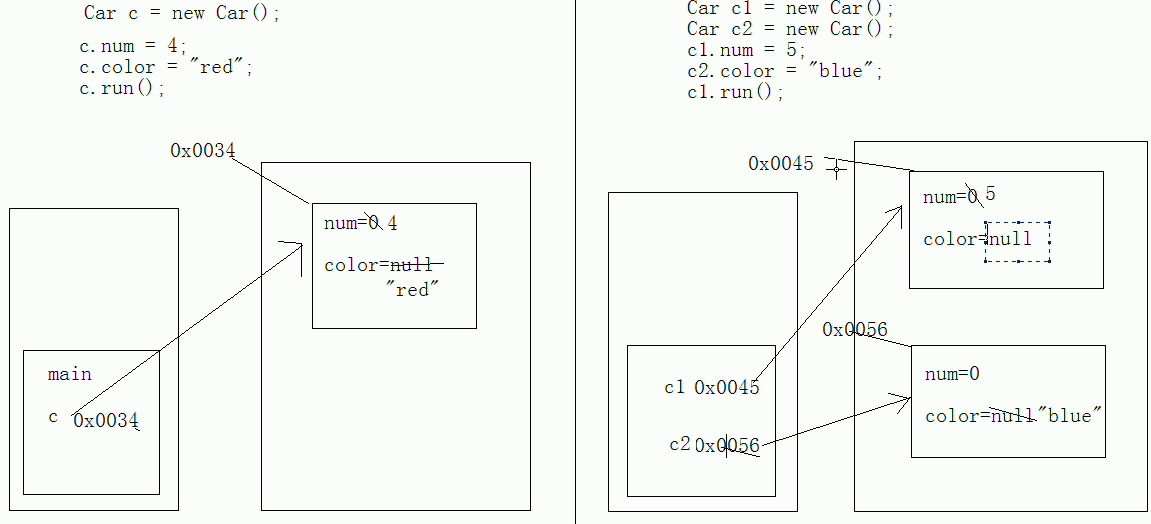 Car c = new Car();
c.num = 4;
c.color = "red";
c.run();
0x0034
num=0 4
color=null
"red"
main
c 0x0034
Car c1 = new Car();
Car c2 = new Car();
c1.num = 5;
c2.color = "blue";
c1.run();
0x0045
num=0 5
color=null
0x0056
c1 0x0045
num=0
color=null"blue"
c2 0x0056